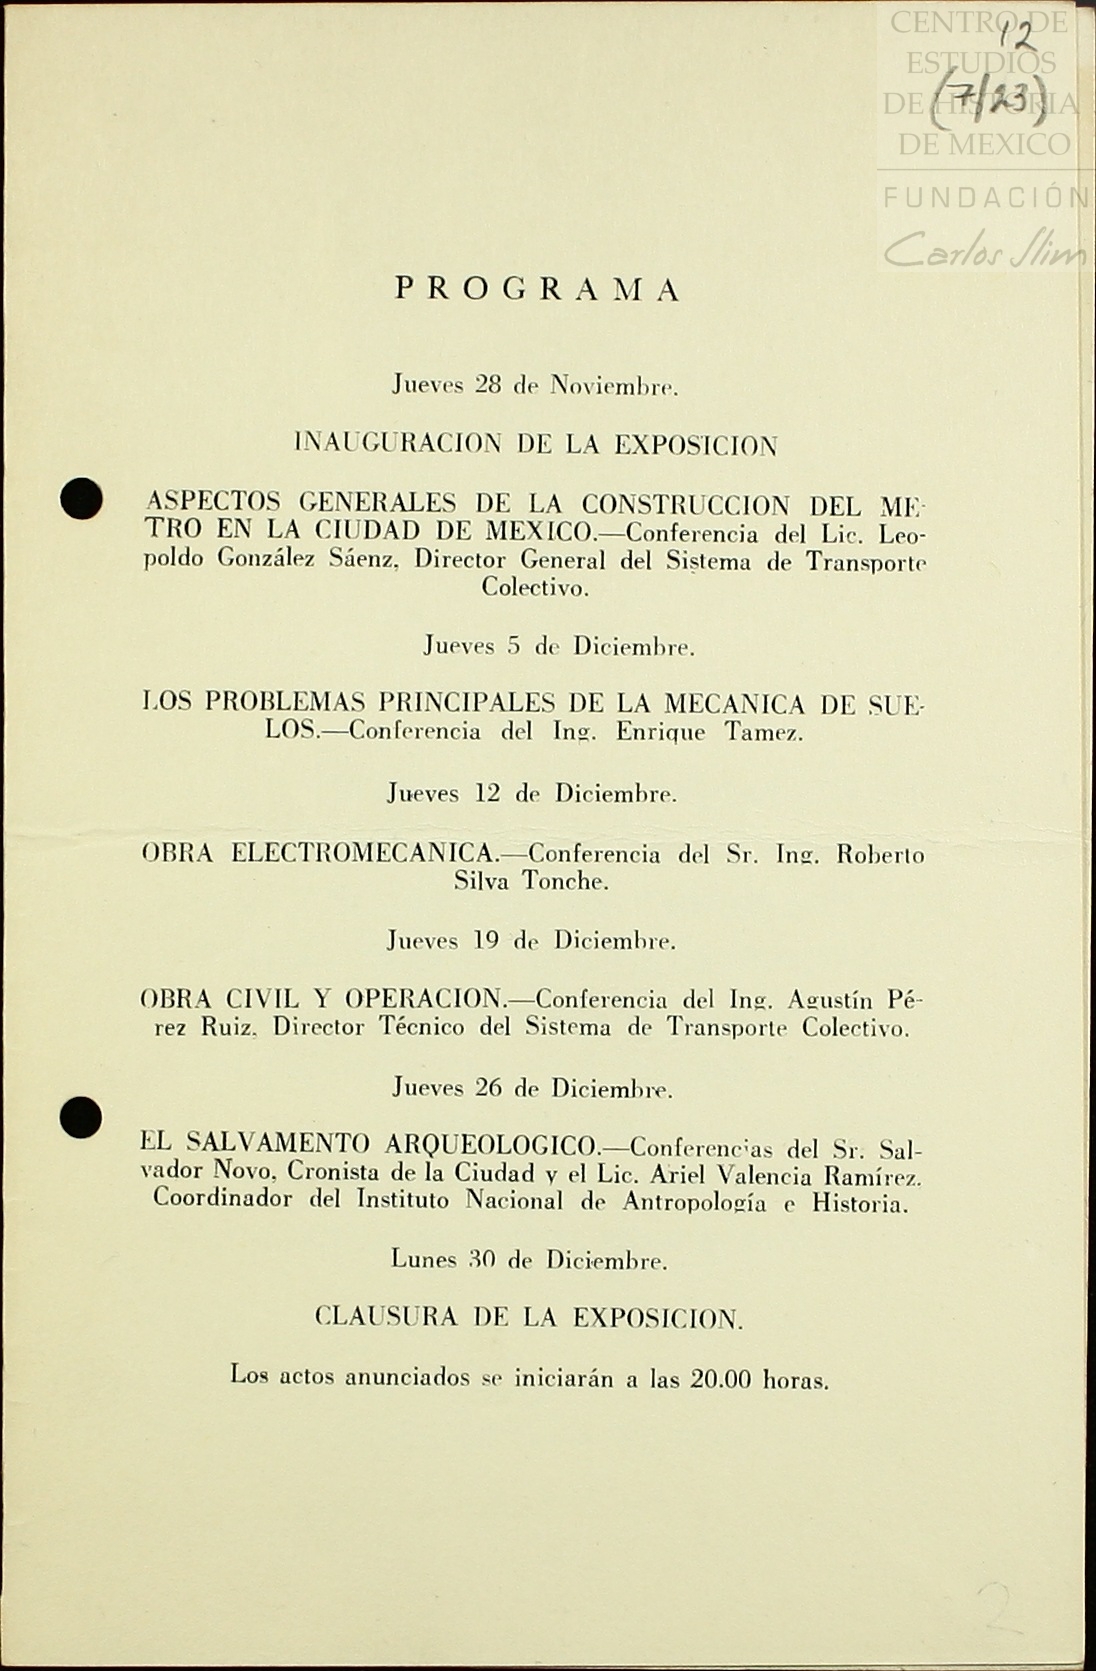 CENTRO DE
ESTUDIOS
DE HISTORIA
DE MEXICO
FUNDACIÓN
Carlos Slim
12
(7/23)
PROGRAMA
Jueves 28 de Noviembre.
INAUGURACION DE LA EXPOSICION
ASPECTOS GENERALES DE LA CONSTRUCCION DEL ME-
TRO EN LA CIUDAD DE MEXICO.—Conferencia del Lic. Leo-
poldo González Sáenz, Director General del Sistema de Transporte
Colectivo.
Jueves 5 de Diciembre.
LOS PROBLEMAS PRINCIPALES DE LA MECANICA DE SUE-
LOS.—Conferencia del Ing. Enrique Tamez.
Jueves 12 de Diciembre.
OBRA ELECTROMECANICA.—Conferencia del Sr. Ing. Roberto
Silva Tonche.
Jueves 19 de Diciembre.
OBRA CIVIL Y OPERACION.—Conferencia del Ing. Agustín Pé-
rez Ruiz, Director Técnico del Sistema de Transporte Colectivo.
Jueves 26 de Diciembre.
EL SALVAMENTO ARQUEOLOGICO.—Conferencias del Sr. Sal-
vador Novo, Cronista de la Ciudad y el Lic. Ariel Valencia Ramírez.
Coordinador del Instituto Nacional de Antropología e Historia.
Lunes 30 de Diciembre.
CLAUSURA DE LA EXPOSICION.
Los actos anunciados se iniciarán a las 20.00 horas.
2